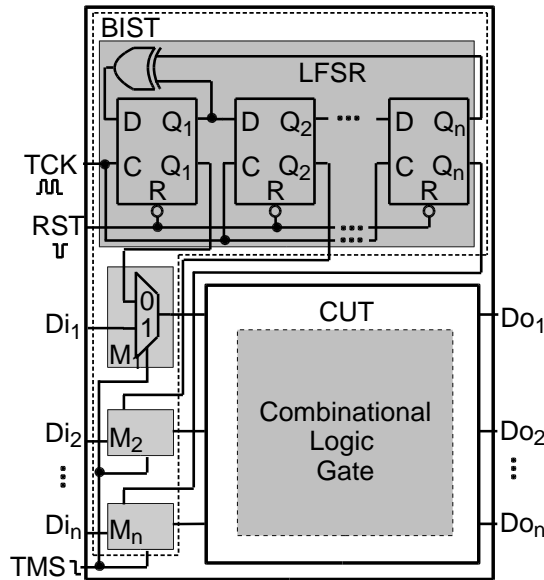 BIST
LFSR
D Q1 D Q2 ... D Qn
TCK C Q1 C Q2 C Qn
R R R
RST ...
...
0
Di1 1 CUT Do1
M
Combinational
Di2 M2 Logic Do2
Gate
... ...
Din Mn Don
TMS